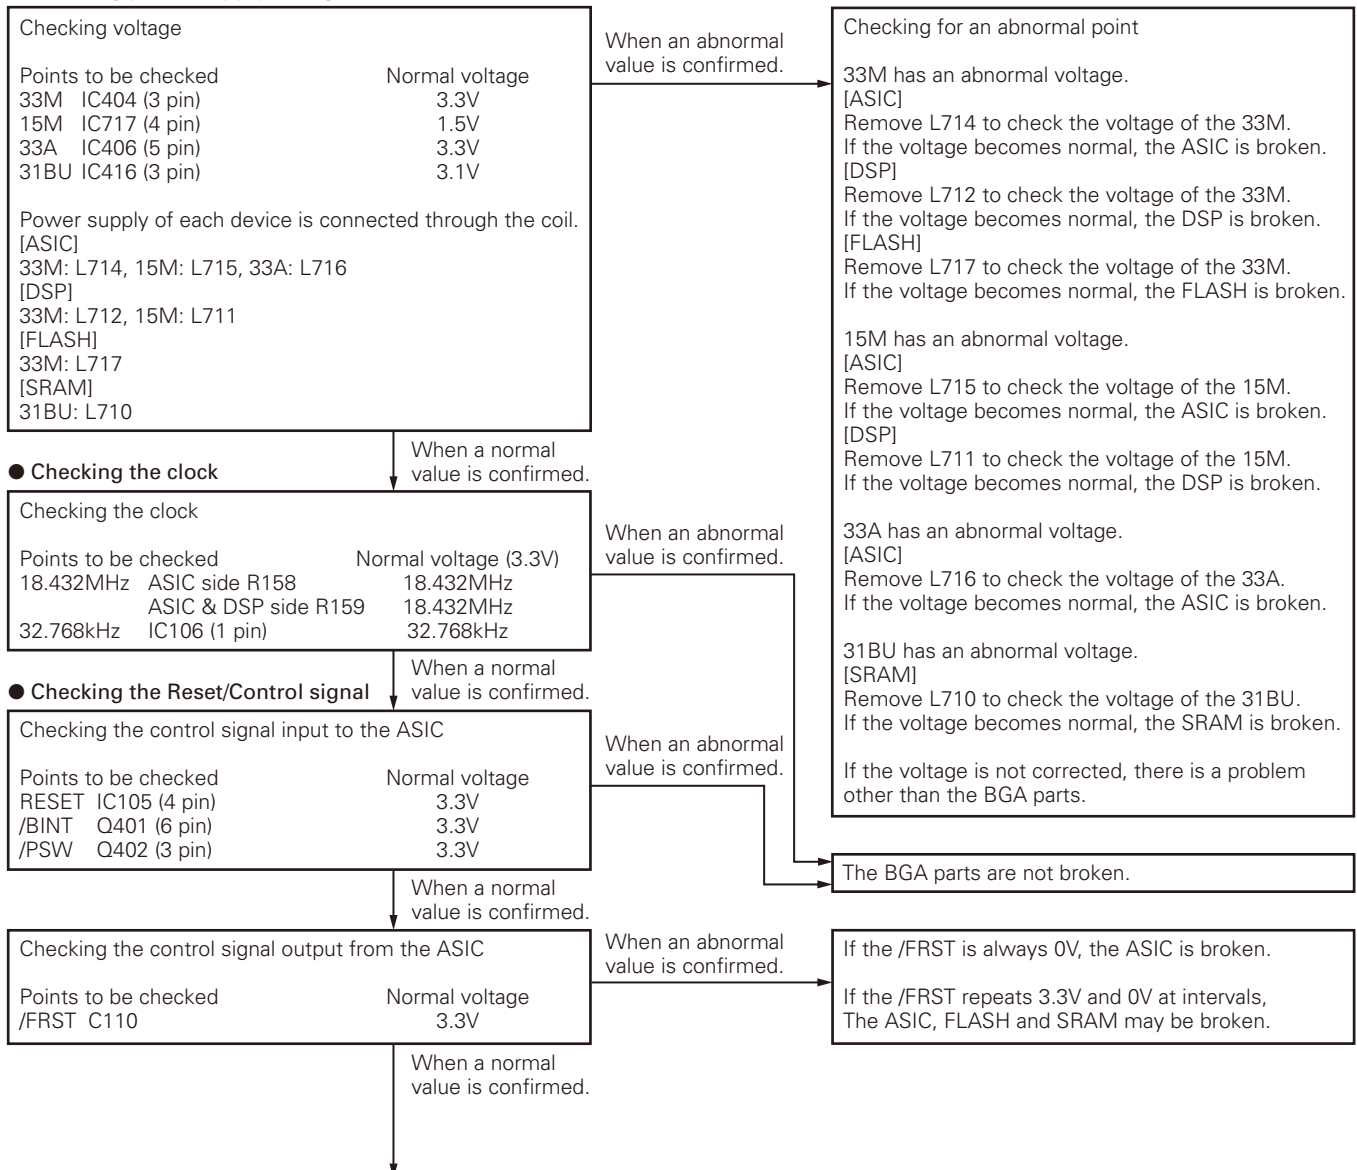 Checking voltage
Points to be checked Normal voltage
33M IC404 (3 pin) 3.3V
15M IC717 (4 pin) 1.5V
33A IC406 (5 pin) 3.3V
31BU IC416 (3 pin) 3.1V
Power supply of each device is connected through the coil.
[ASIC]
33M: L714, 15M: L715, 33A: L716
[DSP]
33M: L712, 15M: L711
[FLASH]
33M: L717
[SRAM]
31BU: L710
When an abnormal
value is confirmed.
Checking for an abnormal point
33M has an abnormal voltage.
[ASIC]
Remove L714 to check the voltage of the 33M.
If the voltage becomes normal, the ASIC is broken.
[DSP]
Remove L712 to check the voltage of the 33M.
If the voltage becomes normal, the DSP is broken.
[FLASH]
Remove L717 to check the voltage of the 33M.
If the voltage becomes normal, the FLASH is broken.
15M has an abnormal voltage.
[ASIC]
Remove L715 to check the voltage of the 15M.
If the voltage becomes normal, the ASIC is broken.
[DSP]
Remove L711 to check the voltage of the 15M.
If the voltage becomes normal, the DSP is broken.
33A has an abnormal voltage.
[ASIC]
Remove L716 to check the voltage of the 33A.
If the voltage becomes normal, the ASIC is broken.
31BU has an abnormal voltage.
[SRAM]
Remove L710 to check the voltage of the 31BU.
If the voltage becomes normal, the SRAM is broken.
If the voltage is not corrected, there is a problem
other than the BGA parts.
When a normal
value is confirmed.
● Checking the clock
Checking the clock
Points to be checked Normal voltage (3.3V)
18.432MHz ASIC side R158 18.432MHz
ASIC & DSP side R159 18.432MHz
32.768kHz IC106 (1 pin) 32.768kHz
When an abnormal
value is confirmed.
When a normal
value is confirmed.
● Checking the Reset/Control signal
Checking the control signal input to the ASIC
Points to be checked Normal voltage
RESET IC105 (4 pin) 3.3V
/BINT Q401 (6 pin) 3.3V
/PSW Q402 (3 pin) 3.3V
When an abnormal
value is confirmed.
The BGA parts are not broken.
When a normal
value is confirmed.
Checking the control signal output from the ASIC
Points to be checked Normal voltage
/FRST C110 3.3V
When an abnormal
value is confirmed.
If the /FRST is always 0V, the ASIC is broken.
If the /FRST repeats 3.3V and 0V at intervals,
The ASIC, FLASH and SRAM may be broken.
When a normal
value is confirmed.